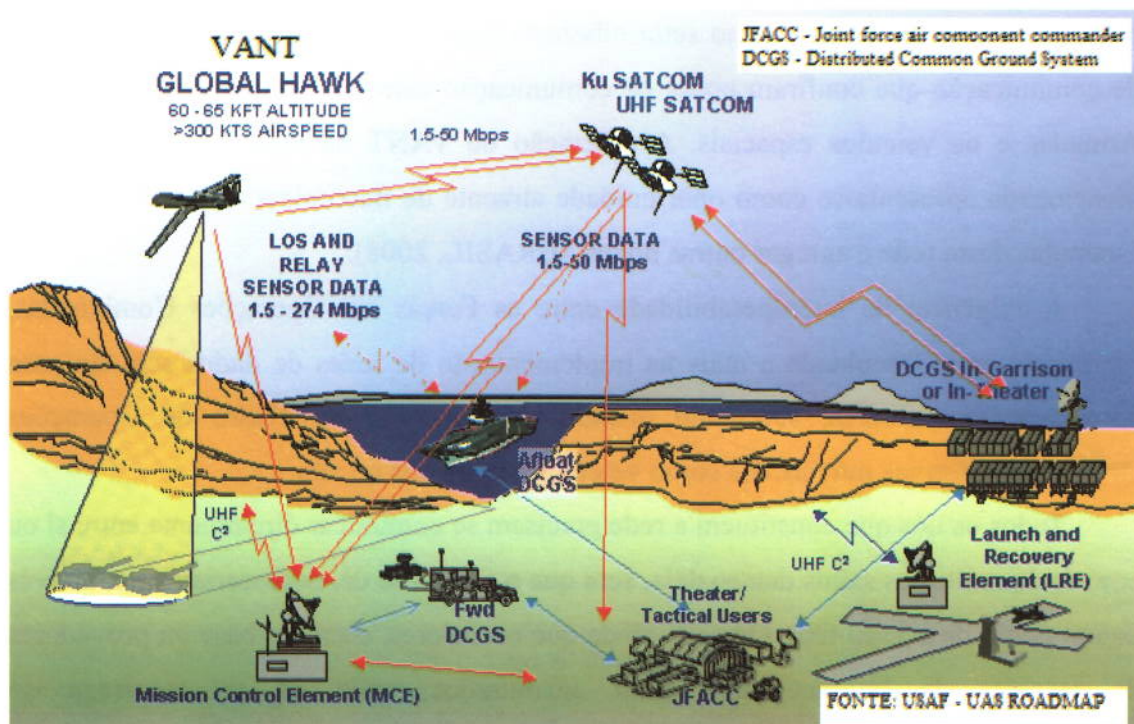 JFACC - Joint force air component commander
DCGS - Distributed Common Ground System
VANT
GLOBAL HAWK
60 - 65 KFT ALTITUDE
>300 KTS AIRSPEED
1.5-50 Mbps
Ku SATCOM
UHF SATCOM
LOS AND
RELAY
SENSOR DATA
1.5 - 274 Mbps
SENSOR DATA
1.5-50 Mbps
DCGS In-Garrison
or In-Theater
Afloat
DCGS
UHF
C²
UHF C²
Launch and
Recovery
Element (LRE)
Fwd
DCGS
Theater/
Tactical Users
JFACC
Mission Control Element (MCE)
FONTE: USAF - UAS ROADMAP